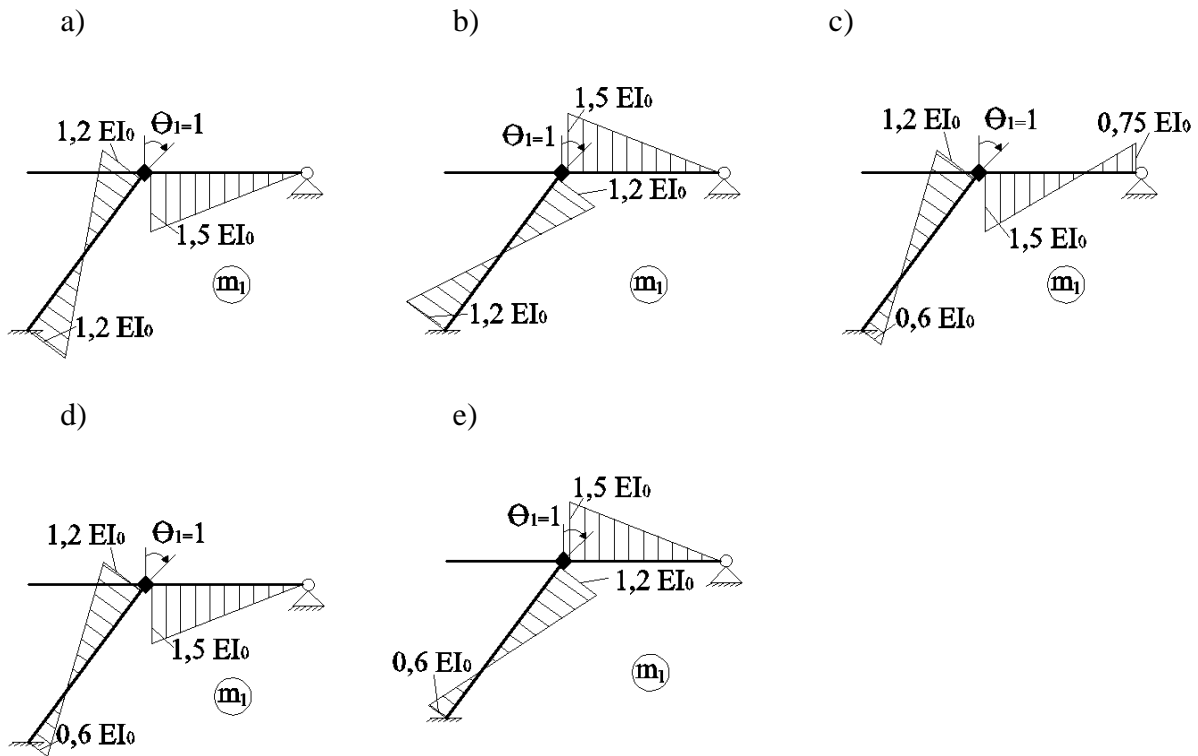 a)
b)
c)
1,2 EI₀
Θ₁=1
1,5 EI₀
m₁
1,2 EI₀
1,5 EI₀
Θ₁=1
1,2 EI₀
m₁
1,2 EI₀
1,2 EI₀
Θ₁=1
0,75 EI₀
1,5 EI₀
m₁
0,6 EI₀
d)
e)
1,2 EI₀
Θ₁=1
1,5 EI₀
m₁
0,6 EI₀
1,5 EI₀
Θ₁=1
1,2 EI₀
0,6 EI₀
m₁